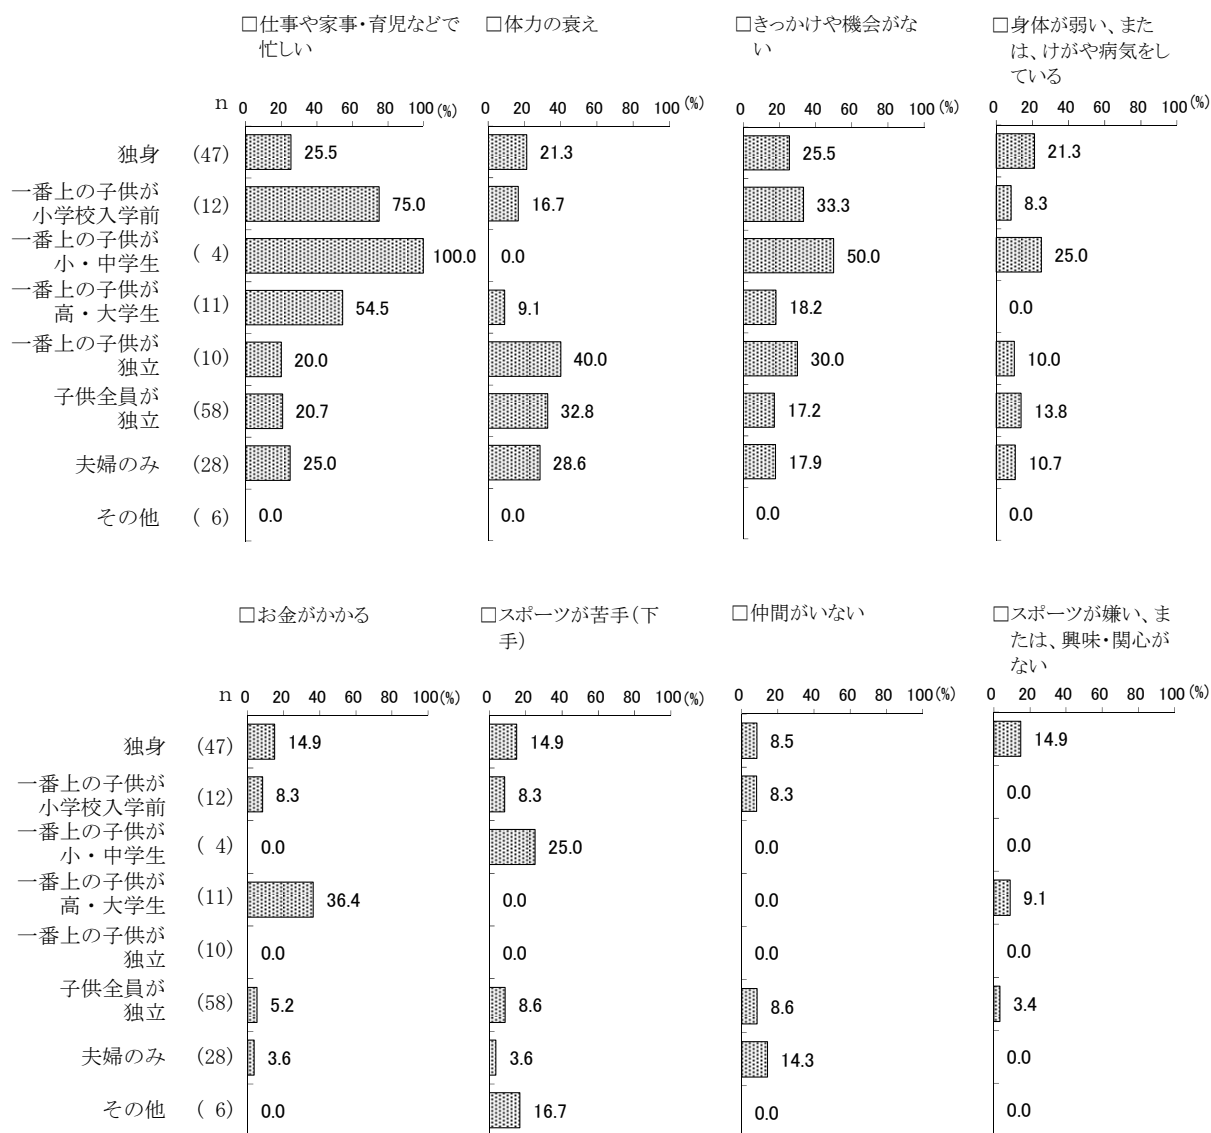 □仕事や家事・育児などで
忙しい
□体力の衰え
□きっかけや機会がな
い
□身体が弱い、また
は、けがや病気をし
ている
n 0 20 40 60 80 100(%) 0 20 40 60 80 100(%) 0 20 40 60 80 100(%) 0 20 40 60 80 100(%)
独身 (47) 25.5 21.3 25.5 21.3
一番上の子供が
小学校入学前 (12) 75.0 16.7 33.3 8.3
一番上の子供が
小・中学生 ( 4) 100.0 0.0 50.0 25.0
一番上の子供が
高・大学生 (11) 54.5 9.1 18.2 0.0
一番上の子供が
独立 (10) 20.0 40.0 30.0 10.0
子供全員が
独立 (58) 20.7 32.8 17.2 13.8
夫婦のみ (28) 25.0 28.6 17.9 10.7
その他 ( 6) 0.0 0.0 0.0 0.0
□お金がかかる
□スポーツが苦手(下
手)
□仲間がいない
□スポーツが嫌い、ま
たは、興味・関心が
ない
n 0 20 40 60 80 100(%) 0 20 40 60 80 100(%) 0 20 40 60 80 100(%) 0 20 40 60 80 100(%)
独身 (47) 14.9 14.9 8.5 14.9
一番上の子供が
小学校入学前 (12) 8.3 8.3 8.3 0.0
一番上の子供が
小・中学生 ( 4) 0.0 25.0 0.0 0.0
一番上の子供が
高・大学生 (11) 36.4 0.0 0.0 9.1
一番上の子供が
独立 (10) 0.0 0.0 0.0 0.0
子供全員が
独立 (58) 5.2 8.6 8.6 3.4
夫婦のみ (28) 3.6 3.6 14.3 0.0
その他 ( 6) 0.0 16.7 0.0 0.0